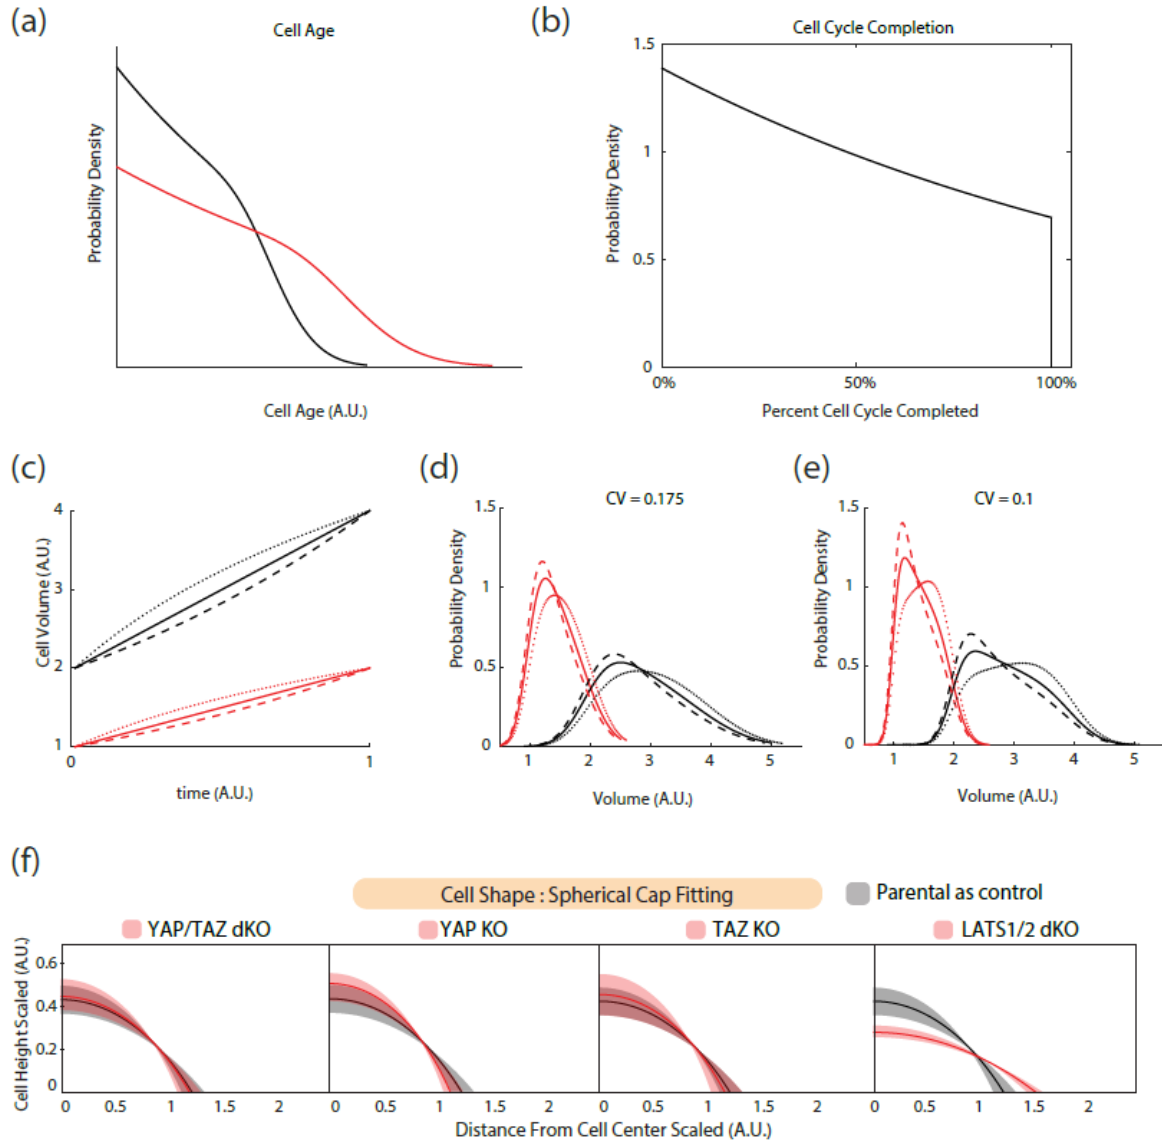 (a)
Cell Age
Probability Density
Cell Age (A.U.)
(b)
Cell Cycle Completion
Probability Density
1.5
1
0.5
0
0% 50% 100%
Percent Cell Cycle Completed
(c)
Cell Volume (A.U.)
4
3
2
1
0 1
time (A.U.)
(d)
CV = 0.175
Probability Density
1.5
1
0.5
0
1 2 3 4 5
Volume (A.U.)
(e)
CV = 0.1
Probability Density
1.5
1
0.5
0
1 2 3 4 5
Volume (A.U.)
(f)
Cell Shape : Spherical Cap Fitting
Parental as control
YAP/TAZ dKO
YAP KO
TAZ KO
LATS1/2 dKO
Cell Height Scaled (A.U.)
0.6
0.4
0.2
0
0 0.5 1 1.5 2
0 0.5 1 1.5 2
0 0.5 1 1.5 2
0 0.5 1 1.5 2
Distance From Cell Center Scaled (A.U.)